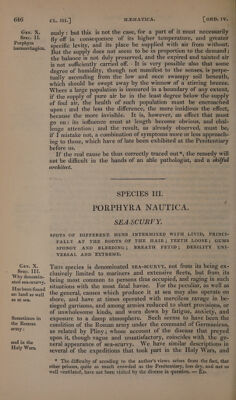 646
CL. III.]
HÆMATICA.
[ORD. IV.
Gen. X.
Spec. II.
Porphyra
hæmorrhagica.
ously: but this is not the case, for a part of it must necessarily
fly off in consequence of its higher temperature, and greater
specific levity, and its place be supplied with air from without.
But the supply does not seem to be in proportion to the demand:
the balance is not duly preserved, and the expired and tainted air
is not sufficiently carried off. It is very possible also that some
degree of humidity, though not manifest to the senses, is perpe-
tually ascending from the low and once swampy soil beneath,
which should be swept away by the winnow of a stirring breeze.
Where a large population is immured in a boundary of any extent,
if the supply of pure air be in the least degree below the supply
of foul air, the health of such population must be encroached
upon: and the less the difference, the more insidious the effect,
because the more invisible. It is, however, an effect that must
go on: its influence must at length become obvious, and chal-
lenge attention; and the result, as already observed, must be,
if I mistake not, a combination of symptoms more or less approach-
ing to those, which have of late been exhibited at the Penitentiary
before us.
If the real cause be thus correctly traced out*, the remedy will
not be difficult in the hands of an able pathologist, and a skilful
architect.
SPECIES III.
PORPHYRA NAUTICA.
SEA-SCURVY.
SPOTS OF DIFFERENT HUES INTERMIXED WITH LIVID, PRINCI-
PALLY AT THE ROOTS OF THE HAIR; TEETH LOOSE; GUMS
SPONGY AND BLEEDING; BREATH FETID; DEBILITY UNI-
VERSAL AND EXTREME.
Gen. X.
Spec. III.
Why denomin-
ated sea-scurvy.
Has been found
on land as well
as at sea.
Sometimes in
the Roman
army:
and in the
Holy Wars.
This species is denominated sea-scurvy, not from its being ex-
clusively limited to mariners and extensive fleets, but from its
being most common to persons thus occupied, and ranging in such
situations with the most fatal havoc. For the peculiar, as well as
the general, causes which produce it at sea may also operate on
shore, and have at times operated with merciless ravage in be-
sieged garrisons, and among armies reduced to short provisions, or
of unwholesome kinds, and worn down by fatigue, anxiety, and
exposure to a damp atmosphere. Such seems to have been the
condition of the Roman army under the command of Germanicus,
as related by Pliny; whose account of the disease that preyed
upon it, though vague and unsatisfactory, coincides with the ge-
neral appearance of sea-scurvy. We have similar descriptions in
several of the expeditions that took part in the Holy Wars, and
* The difficulty of according to the author's views arises from the fact, that
other prisons, quite as much crowded as the Penitentiary, less dry, and not so
well ventilated, have not been visited by the disease in question. — Ed.